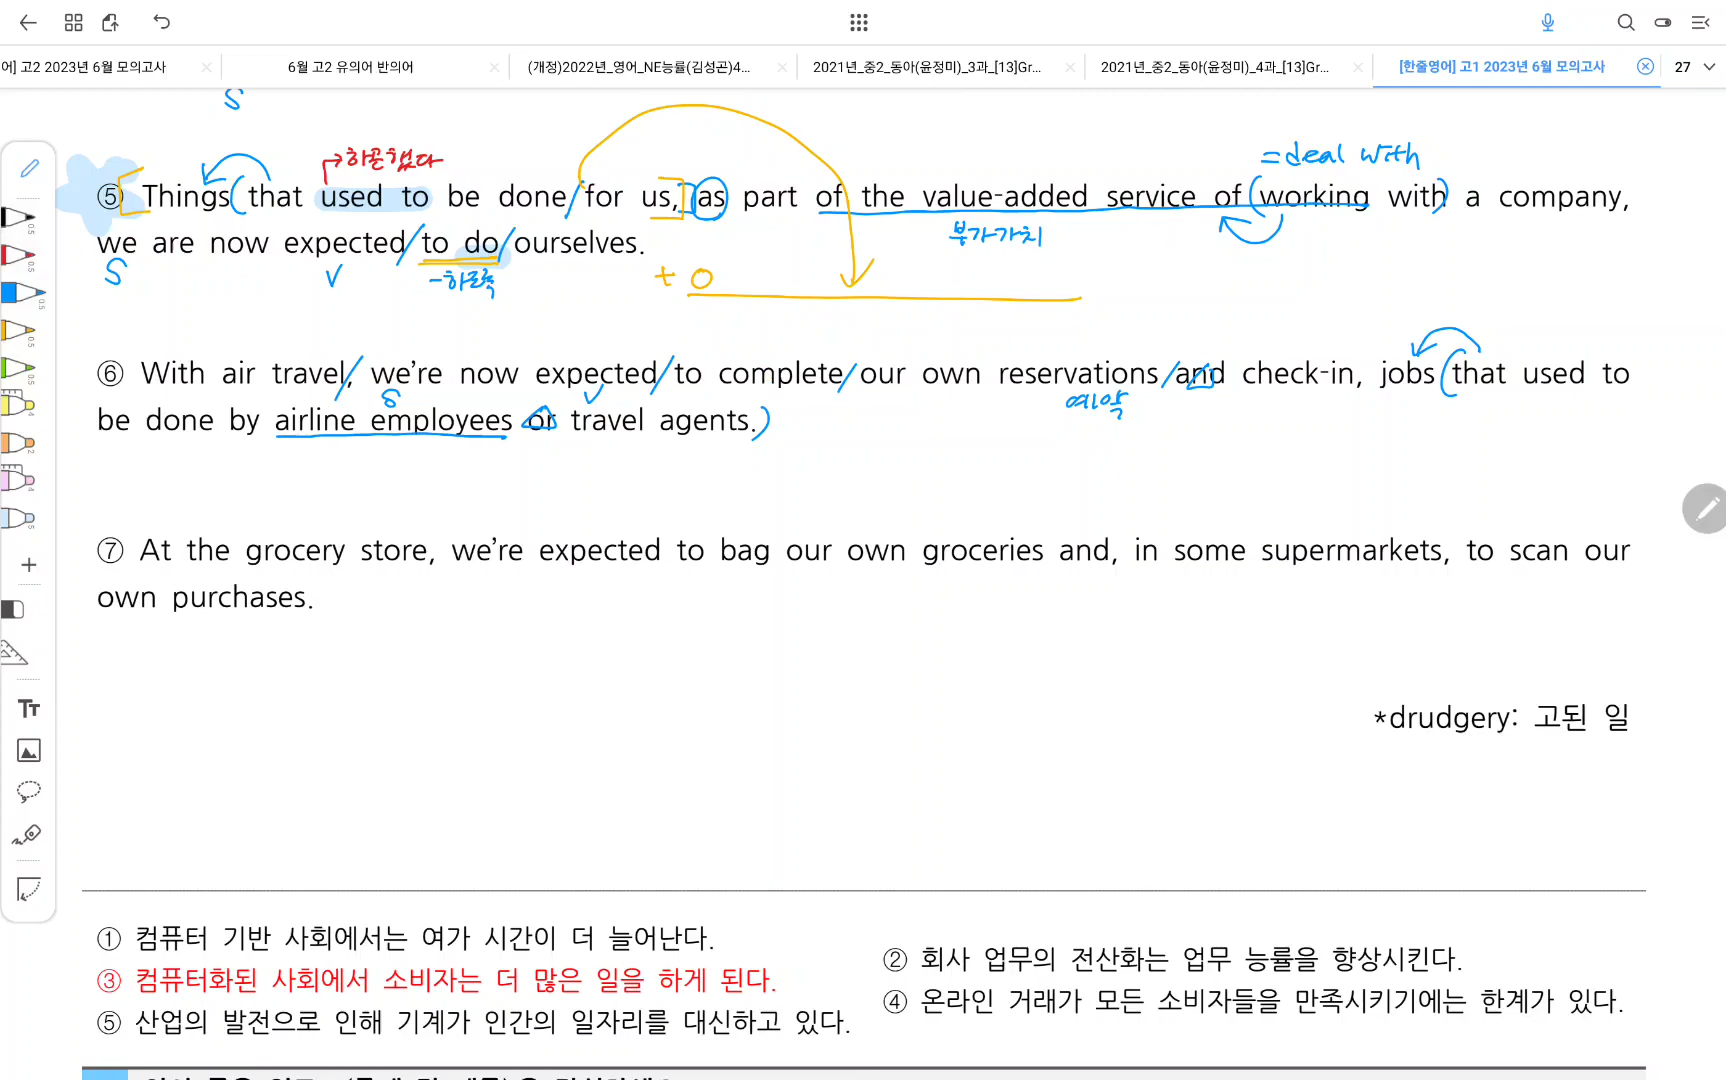 어] 고2 2023년 6월 모의고사
6월 고2 유의어 반의어
(개정)2022년_영어_NE능률(김성곤)4...
2021년_중2_동아(윤정미)_3과_[13]Gr...
2021년_중2_동아(윤정미)_4과_[13]Gr...
[한줄영어] 고1 2023년 6월 모의고사
27
S
하곤했다
=deal with
⑤ Things that used to be done for us, as part of the value-added service of working with a company,
부가가치
we are now expected to do ourselves.
S
V
-하도록
+ O
⑥ With air travel, we're now expected to complete our own reservations and check-in, jobs that used to
S
V
예약
be done by airline employees or travel agents.
⑦ At the grocery store, we're expected to bag our own groceries and, in some supermarkets, to scan our
own purchases.
*drudgery: 고된 일
① 컴퓨터 기반 사회에서는 여가 시간이 더 늘어난다.
② 회사 업무의 전산화는 업무 능률을 향상시킨다.
③ 컴퓨터화된 사회에서 소비자는 더 많은 일을 하게 된다.
④ 온라인 거래가 모든 소비자들을 만족시키기에는 한계가 있다.
⑤ 산업의 발전으로 인해 기계가 인간의 일자리를 대신하고 있다.